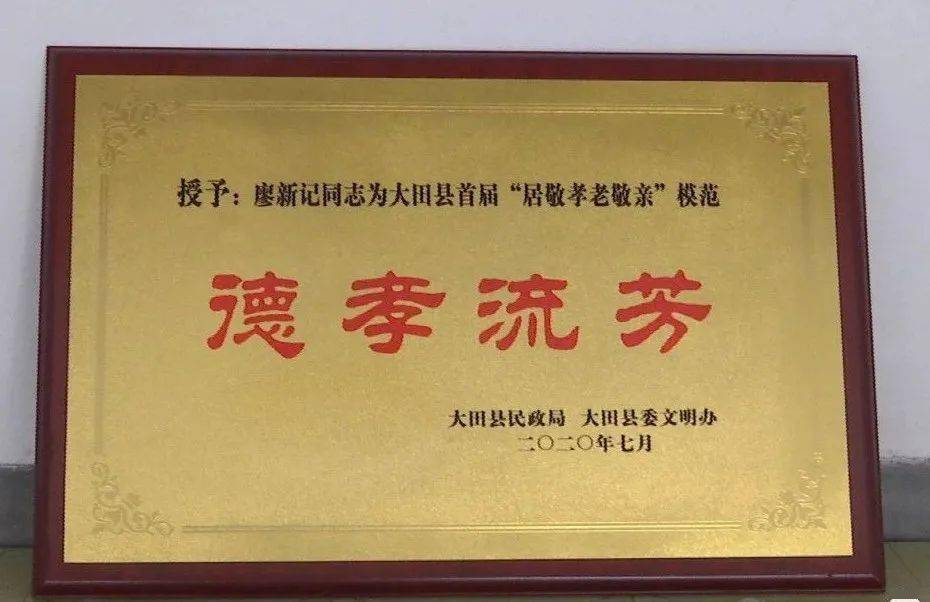 授予：廖新记同志为大田县首届“居敬孝老敬亲”模范
德孝流芳
大田县民政局 大田县委文明办
二〇二〇年七月